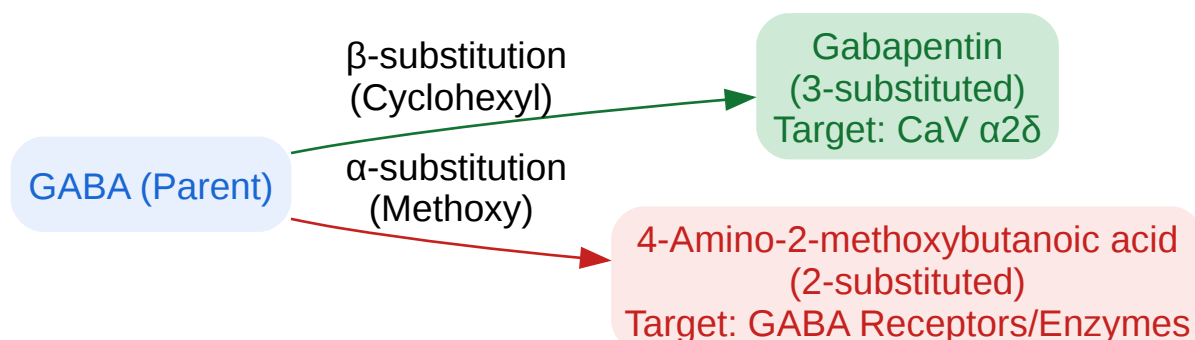 GABA (Parent)
β-substitution
(Cyclohexyl)
α-substitution
(Methoxy)
Gabapentin
(3-substituted)
Target: CaV α2δ
4-Amino-2-methoxybutanoic acid
(2-substituted)
Target: GABA Receptors/Enzymes